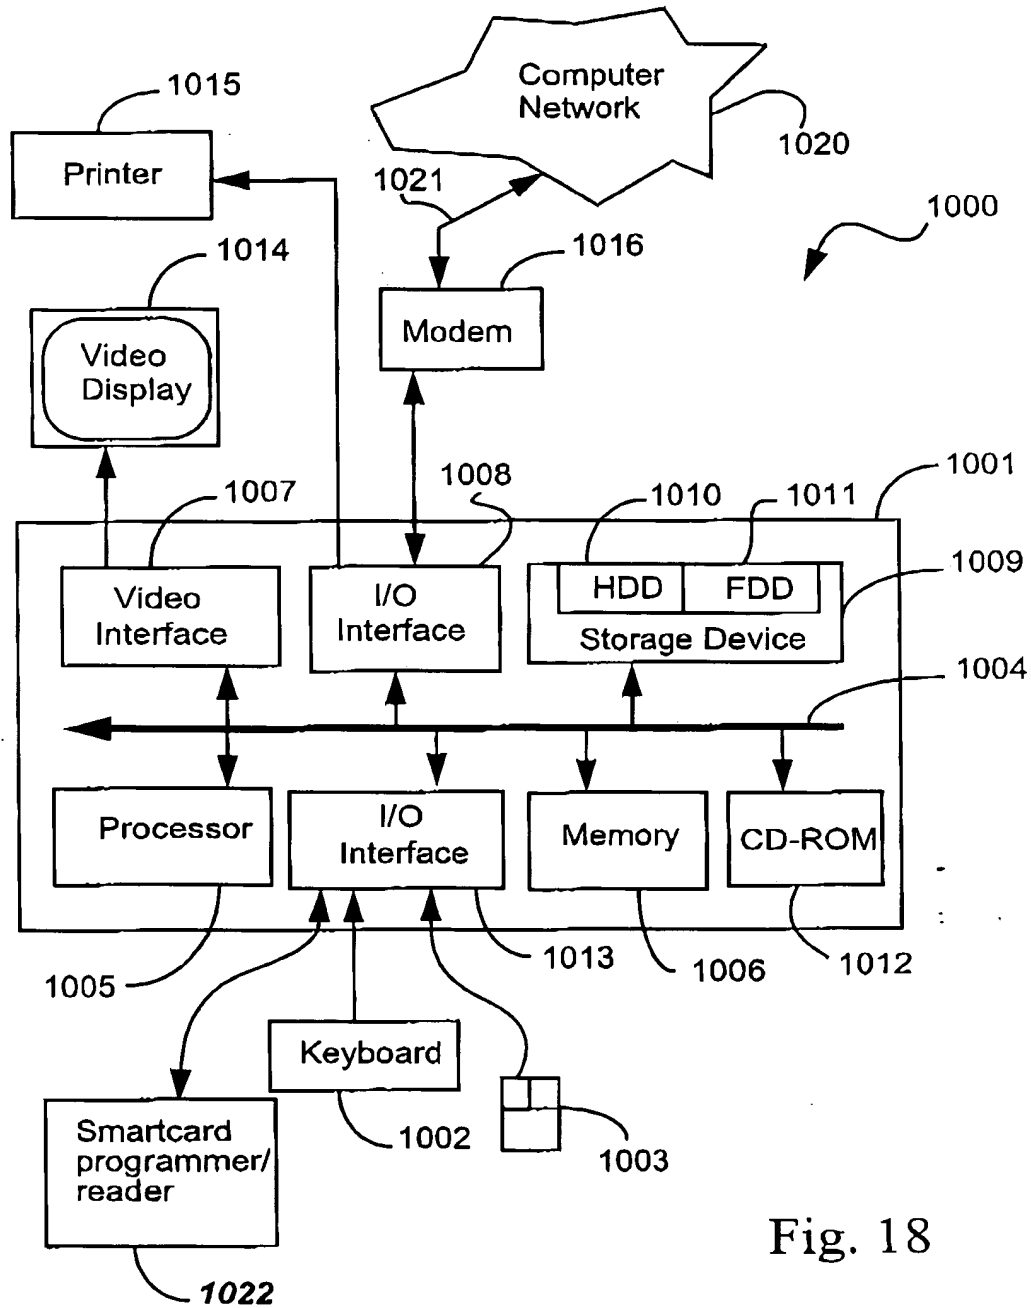 Computer
Network
1020
1015
Printer
1021
1000
1014
1016
Video
Display
Modem
1001
1007
1008
1010
1011
1009
Video
Interface
I/O
Interface
HDD
FDD
Storage Device
1004
Processor
I/O
Interface
Memory
CD-ROM
1005
1013
1006
1012
Keyboard
1002
1003
Smartcard
programmer/
reader
1022
Fig. 18